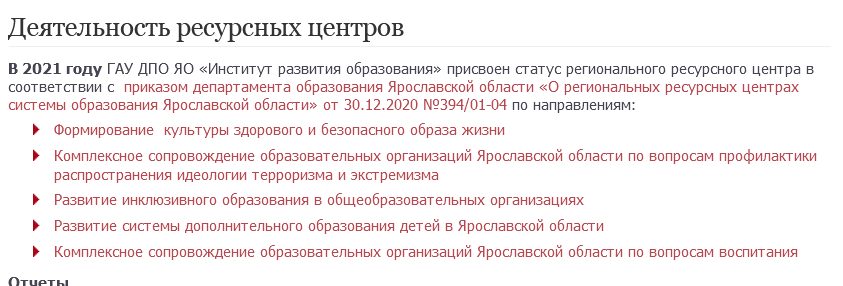 Деятельность ресурсных центров
В 2021 году ГАУ ДПО ЯО «Институт развития образования» присвоен статус регионального ресурсного центра в
соответствии с приказом департамента образования Ярославской области «О региональных ресурсных центрах
системы образования Ярославской области» от 30.12.2020 №394/01-04 по направлениям:
Формирование культуры здорового и безопасного образа жизни
Комплексное сопровождение образовательных организаций Ярославской области по вопросам профилактики
распространения идеологии терроризма и экстремизма
Развитие инклюзивного образования в общеобразовательных организациях
Развитие системы дополнительного образования детей в Ярославской области
Комплексное сопровождение образовательных организаций Ярославской области по вопросам воспитания
Отчеты